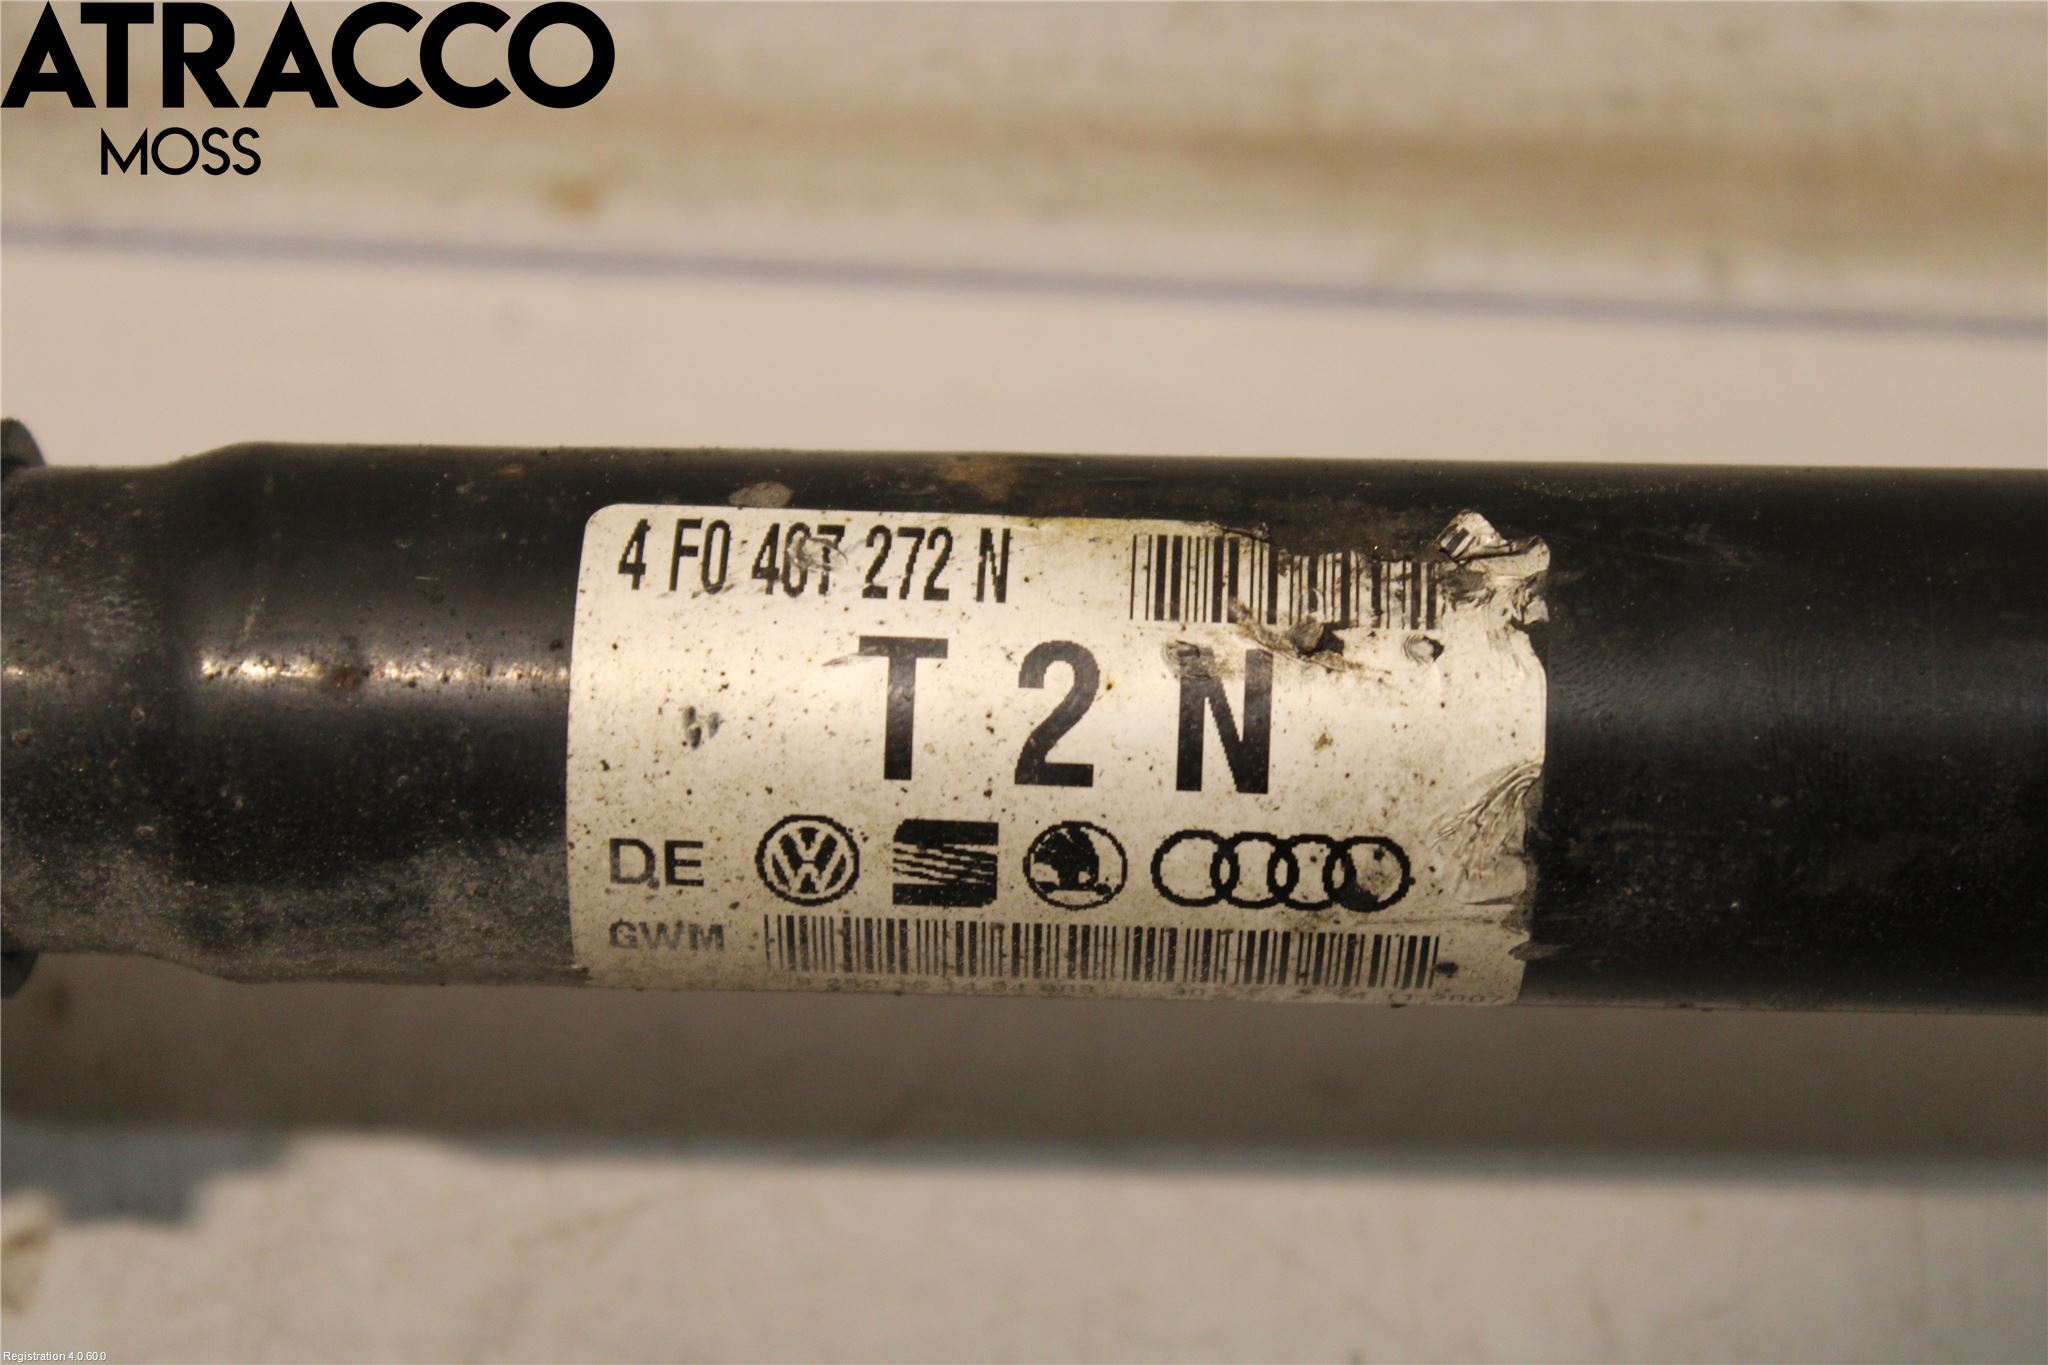 ATRACCO
MOSS
4 F0 407 272 N
T 2 N
DE
GWM
Registration 4.0.60.0